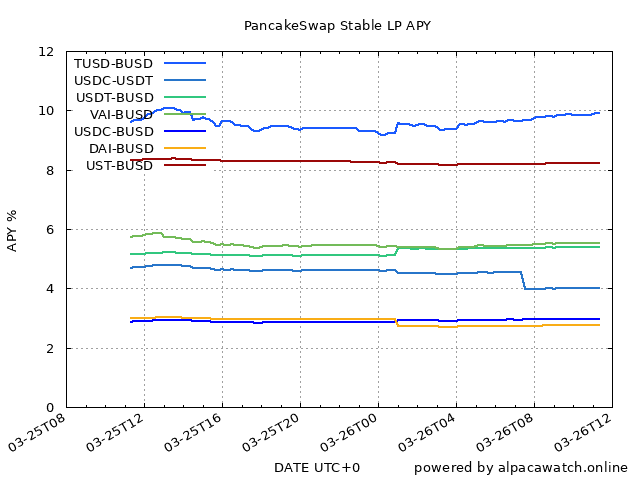 PancakeSwap Stable LP APY
12
10
8
6
4
2
0
APY %
TUSD-BUSD
USDC-USDT
USDT-BUSD
VAI-BUSD
USDC-BUSD
DAI-BUSD
UST-BUSD
03-25T08
03-25T12
03-25T16
03-25T20
03-26T00
03-26T04
03-26T08
03-26T12
DATE UTC+0
powered by alpacawatch.online